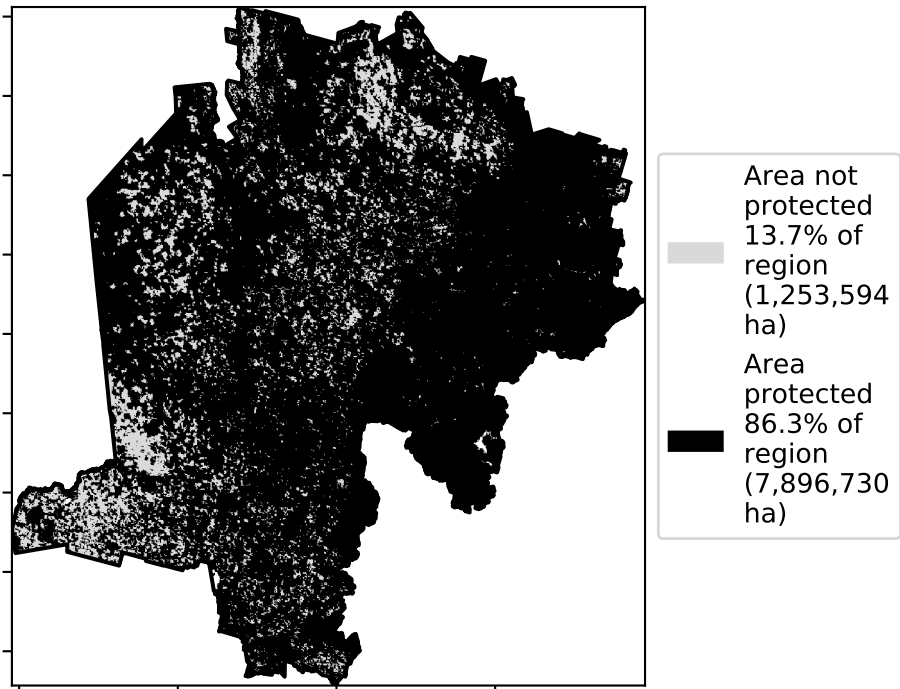 Area not
protected
13.7% of
region
(1,253,594
ha)
Area
protected
86.3% of
region
(7,896,730
ha)